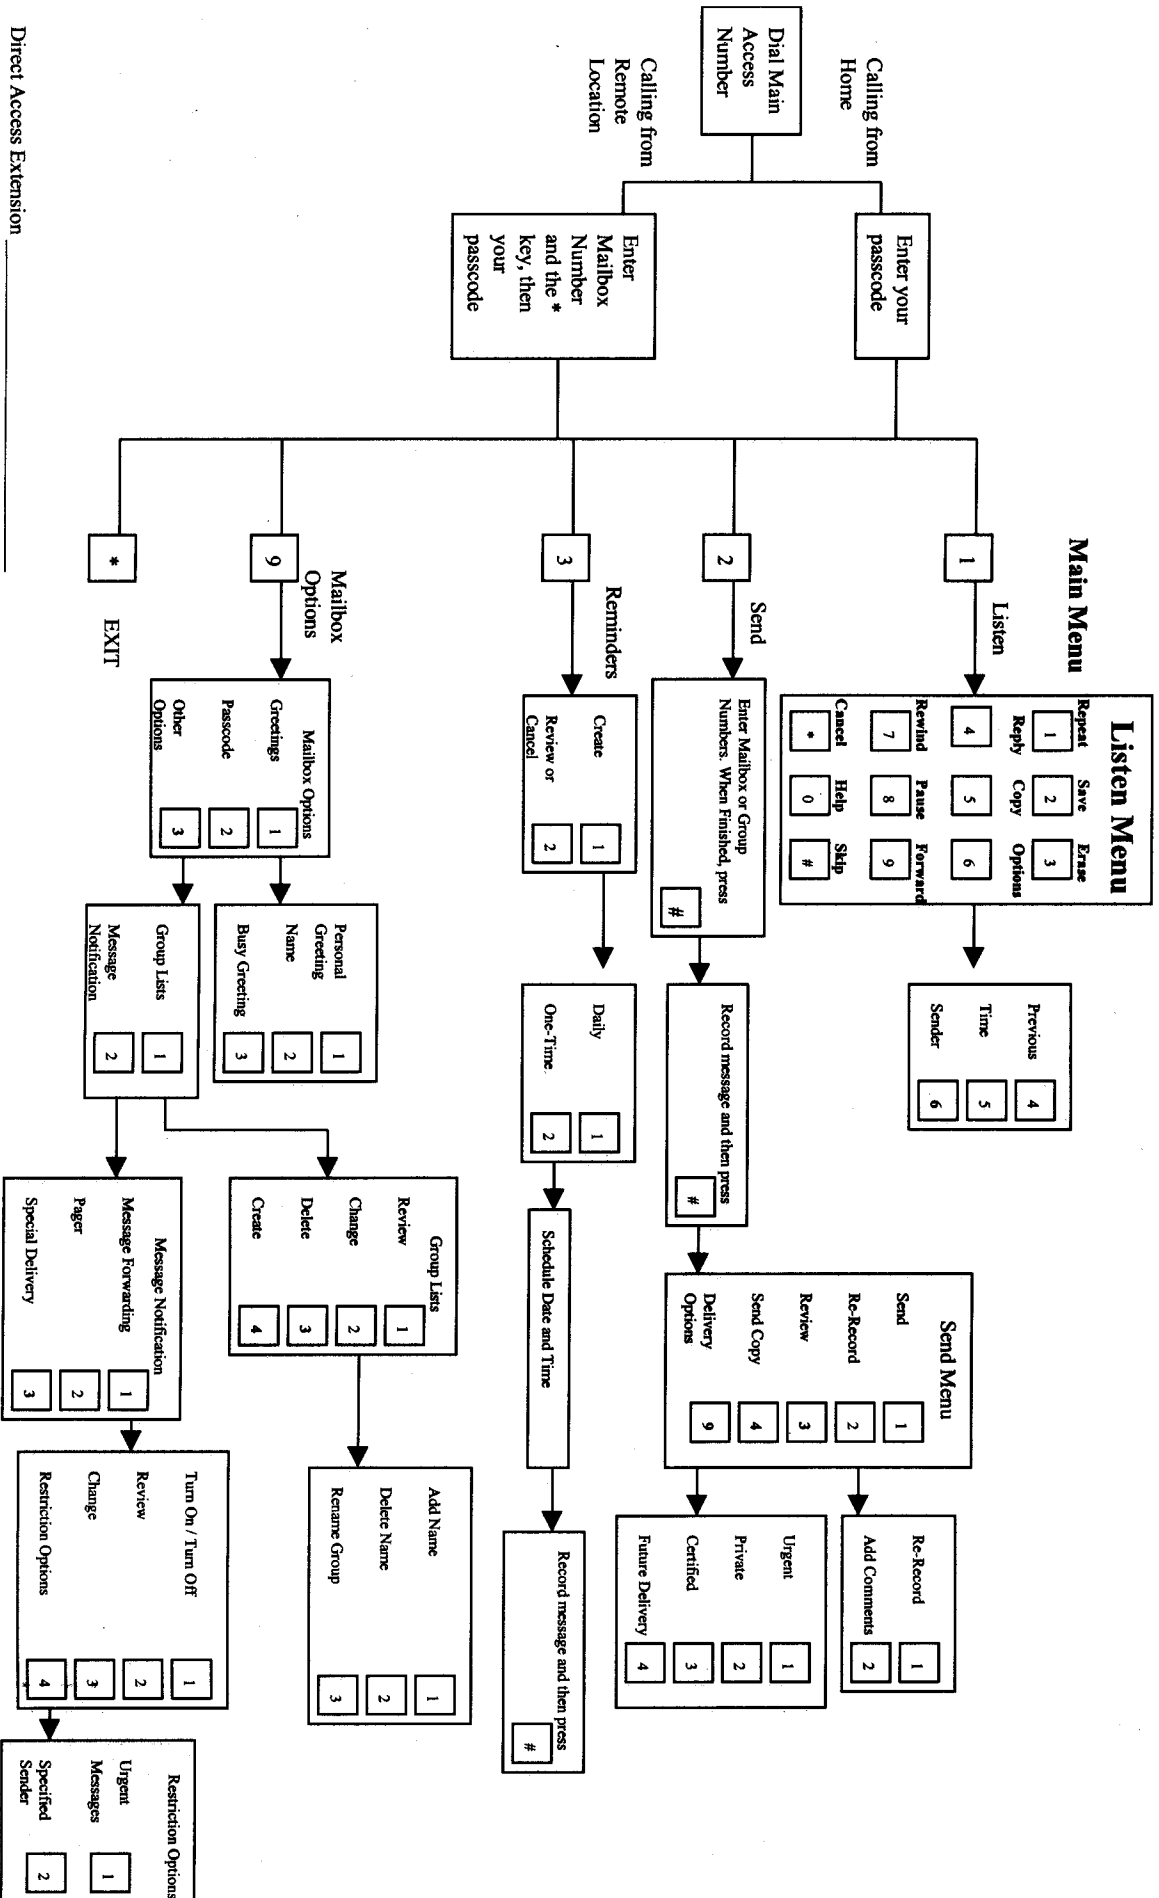 Main Menu
Calling from
Home
Dial Main
Access
Number
Calling from
Remote
Location
Enter your
passcode
Enter
Mailbox
Number
and the *
key, then
your
passcode
1
Listen
Listen Menu
Repeat Save Erase
1 2 3
Reply Copy Options
4 5 6
Rewind Pause Forward
7 8 9
Cancel Help Skip
* 0 #
Previous 4
Time 5
Sender 6
2
Send
Enter Mailbox or Group
Numbers. When Finished, press
#
Record message and then press
#
Send Menu
Send 1
Re-Record 2
Review 3
Send Copy 4
Delivery
Options 9
Re-Record 1
Add Comments 2
Urgent 1
Private 2
Certified 3
Future Delivery 4
3
Reminders
Create 1
Review or
Cancel 2
Daily 1
One-Time 2
Schedule Date and Time
Record message and then press
#
9
Mailbox
Options
Mailbox Options
Greetings 1
Passcode 2
Other
Options 3
Personal
Greeting 1
Name 2
Busy Greeting 3
Group Lists 1
Message
Notification 2
Group Lists
Review 1
Change 2
Delete 3
Create 4
Add Name 1
Delete Name 2
Rename Group 3
Message Notification
Message Forwarding 1
Pager 2
Special Delivery 3
Turn On / Turn Off 1
Review 2
Change 3
Restriction Options 4
Restriction Options
Urgent
Messages 1
Specified
Sender 2
*
EXIT
Direct Access Extension